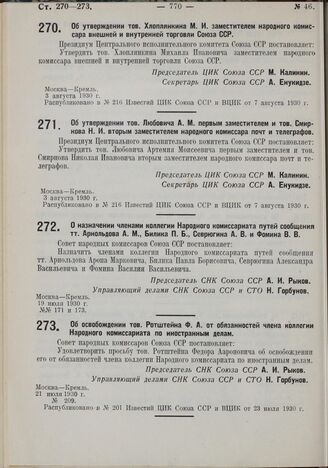 Ст. 270—273. — 770 — № 46.
270. Об утверждении тов. Хлоплянкина М. И. заместителем народного комис-
сара внешней и внутренней торговли Союза ССР.
Президиум Центрального исполнительного комитета Союза ССР постановляет:
Утвердить тов. Хлоплянкина Михаила Ивановича заместителем народного комиссара
внешней и внутренней торговли Союза ССР.
Председатель ЦИК Союза ССР М. Калинин.
Секретарь ЦИК Союза ССР А. Енукидзе.
Москва—Кремль.
3 августа 1930 г.
Распубликовано в № 216 Известий ЦИК Союза ССР и ВЦИК от 7 августа 1930 г.
271. Об утверждении тов. Любовича А. М. первым заместителем и тов. Смир-
нова Н. И. вторым заместителем народного комиссара почт и телеграфов.
Президиум Центрального исполнительного комитета Союза ССР постановляет:
Утвердить тов. Любовича Артемия Моисеевича первым заместителем и тов.
Смирнова Николая Ивановича вторым заместителем народного комиссара почт и теле-
графов.
Председатель ЦИК Союза ССР М. Калинин.
Секретарь ЦИК Союза ССР А. Енукидзе.
Москва—Кремль.
3 августа 1930 г.
Распубликовано в № 216 Известий ЦИК Союза ССР и ВЦИК от 7 августа 1930 г.
272. О назначении членами коллегии Народного комиссариата путей сообщения
тт. Арнольдова А. М., Билика П. Б., Севрюгина А. В. и Фомина В. В.
Совет народных комиссаров Союза ССР постановляет:
Назначить членами коллегии Народного комиссариата путей сообщения
тт. Арнольдова Арона Марковича, Билика Павла Борисовича, Севрюгина Александра
Васильевича и Фомина Василия Васильевича.
Председатель СНК Союза ССР А. И. Рыков.
Управляющий делами СНК Союза ССР и СТО Н. Горбунов.
Москва—Кремль.
19 июля 1930 г.
№№ 171 и 173.
273. Об освобождении тов. Ротштейна Ф. А. от обязанностей члена коллегии
Народного комиссариата по иностранным делам.
Совет народных комиссаров Союза ССР постановляет:
Удовлетворить просьбу тов. Ротштейна Федора Аароновича об освобождении
его от обязанностей члена коллегии Народного комиссариата по иностранным делам.
Председатель СНК Союза ССР А. И. Рыков.
Управляющий делами СНК Союза ССР и СТО Н. Горбунов.
Москва—Кремль.
21 июля 1930 г.
№ 209.
Распубликовано в № 201 Известий ЦИК Союза ССР и ВЦИК от 23 июля 1930 г.